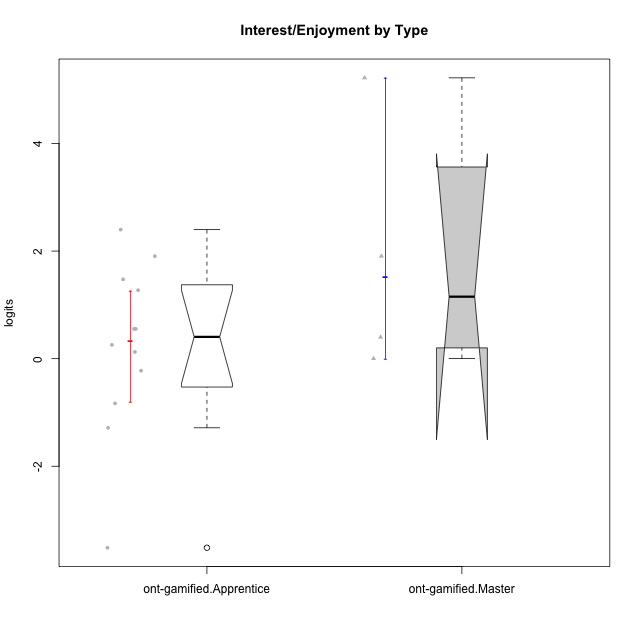 Interest/Enjoyment by Type
logits
4
2
0
-2
ont-gamified.Apprentice
ont-gamified.Master